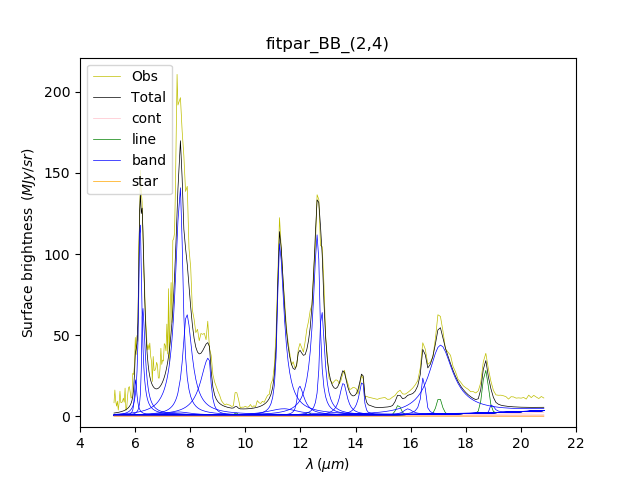 fitpar_BB_(2,4)
Obs
Total
cont
line
band
star
Surface brightness (MJy/sr)
200
150
100
50
0
4 6 8 10 12 14 16 18 20 22
λ (μm)